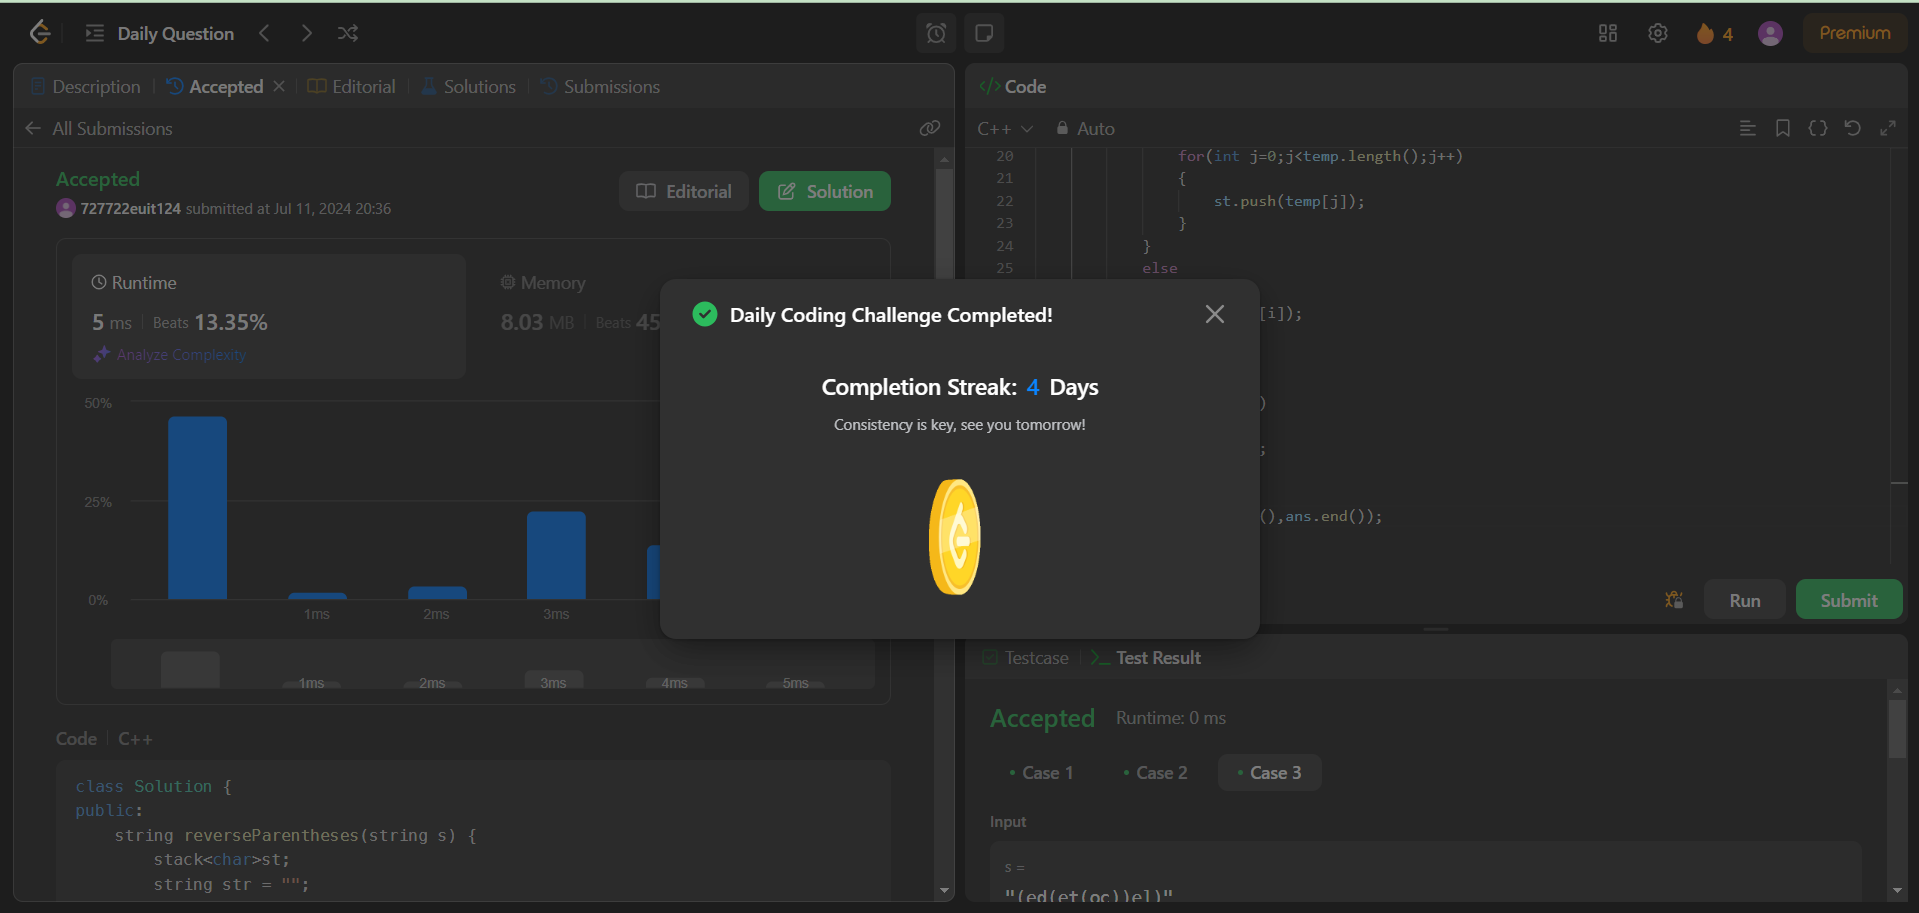 Daily Question
4
Premium
Description
Accepted
Editorial
Solutions
Submissions
All Submissions
Accepted
727722euit124 submitted at Jul 11, 2024 20:36
Editorial
Solution
Runtime
5 ms
Beats 13.35%
Analyze Complexity
Memory
8.03 MB
Beats 45
50%
25%
0%
1ms
2ms
3ms
1ms
2ms
3ms
4ms
5ms
Code
C++
class Solution {
public:
string reverseParentheses(string s) {
stack<char>st;
string str = "";
Daily Coding Challenge Completed!
Completion Streak: 4 Days
Consistency is key, see you tomorrow!
Code
C++
Auto
20 for(int j=0;j<temp.length();j++)
21 {
22 st.push(temp[j]);
23 }
24 }
25 else
[i]);
)
;
(),ans.end());
Run
Submit
Testcase
Test Result
Accepted
Runtime: 0 ms
Case 1
Case 2
Case 3
Input
s =
"(ed(et(oc))el)"